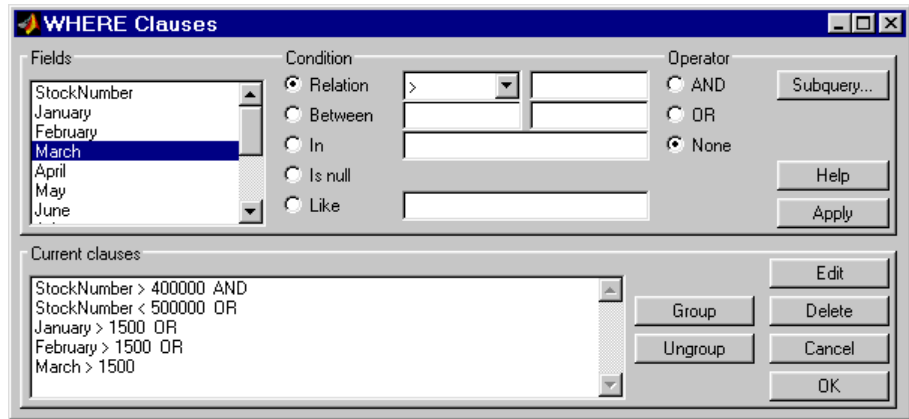 WHERE Clauses
Fields
StockNumber
January
February
March
April
May
June
Condition
Relation
>
Between
In
Is null
Like
Operator
AND
OR
None
Subquery...
Help
Apply
Current clauses
StockNumber > 400000 AND
StockNumber < 500000 OR
January > 1500 OR
February > 1500 OR
March > 1500
Group
Ungroup
Edit
Delete
Cancel
OK